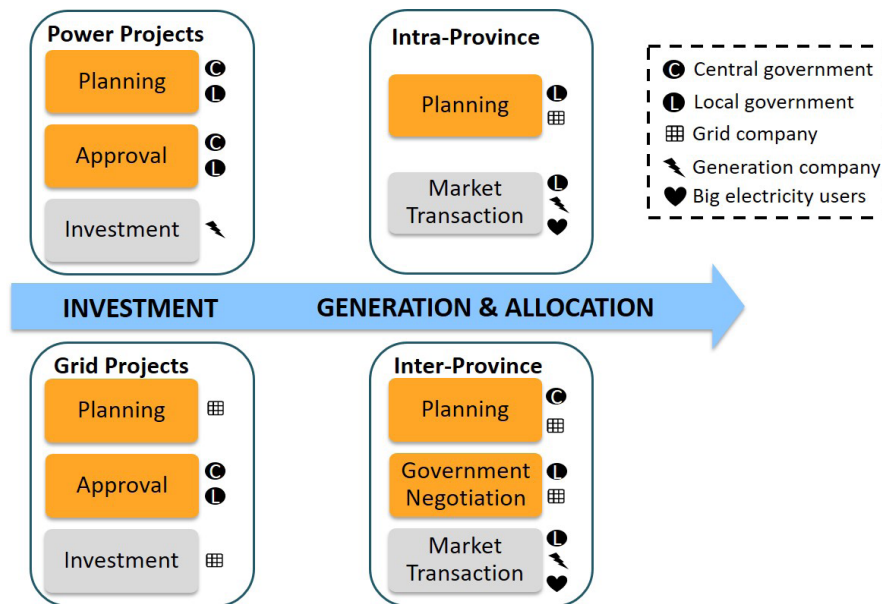 Power Projects
Planning
C
L
Approval
C
L
Investment
Intra-Province
Planning
L
Market
Transaction
L
C Central government
L Local government
Grid company
Generation company
Big electricity users
INVESTMENT
GENERATION & ALLOCATION
Grid Projects
Planning
Approval
C
L
Investment
Inter-Province
Planning
C
Government
Negotiation
L
Market
Transaction
L